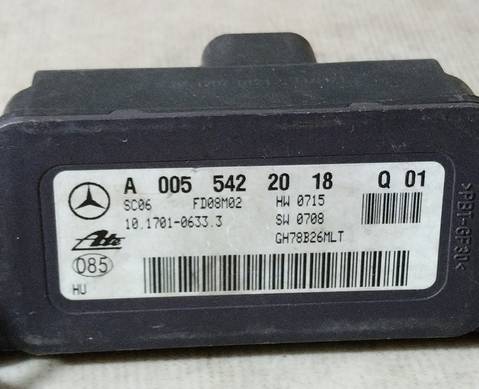 A 005 542 20 18 Q 01
SC06 FD08M02 HW 0715
10.1701-0633.3 SW 0708
Ate GH78B26MLT
D85
HU
>PBT-GF30<